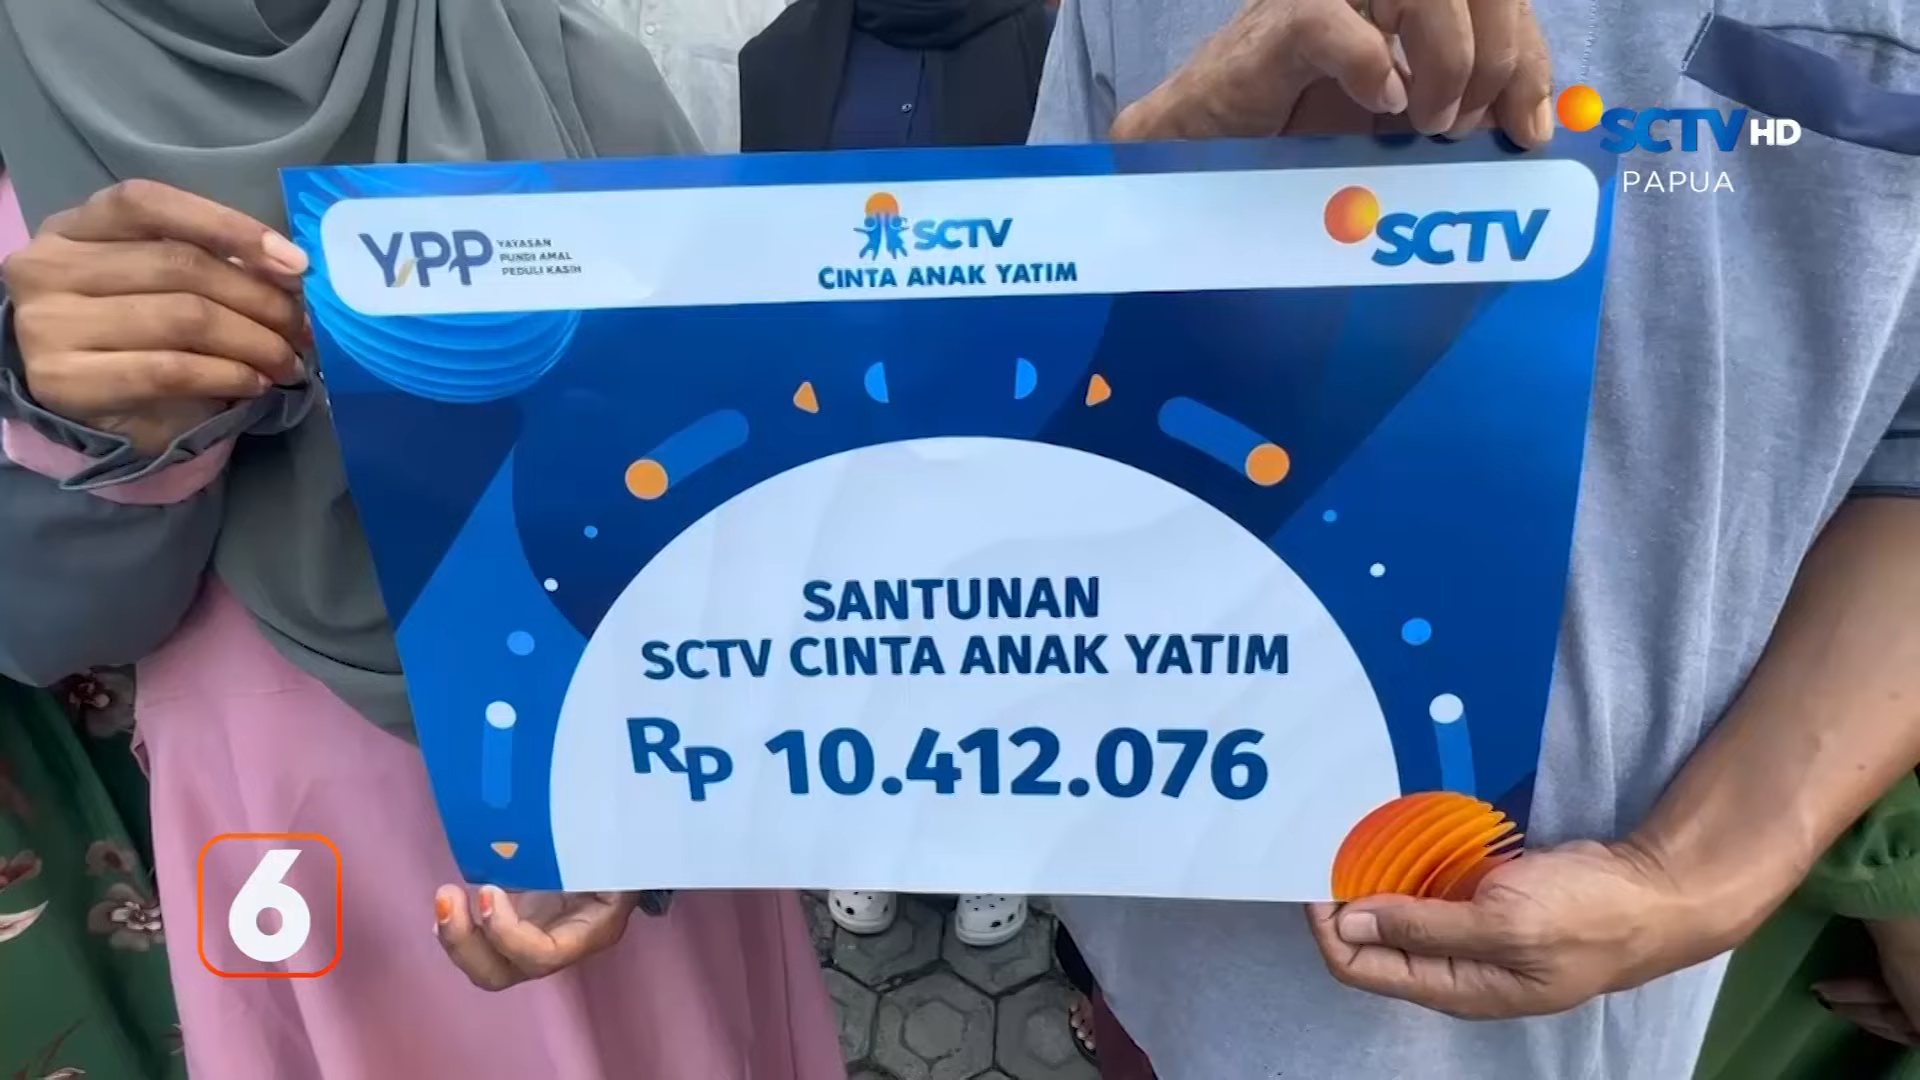 SCTV HD
PAPUA
YPP YAYASAN
PUNDI AMAL
PEDULI KASIH
SCTV
CINTA ANAK YATIM
SCTV
SANTUNAN
SCTV CINTA ANAK YATIM
Rp 10.412.076
6